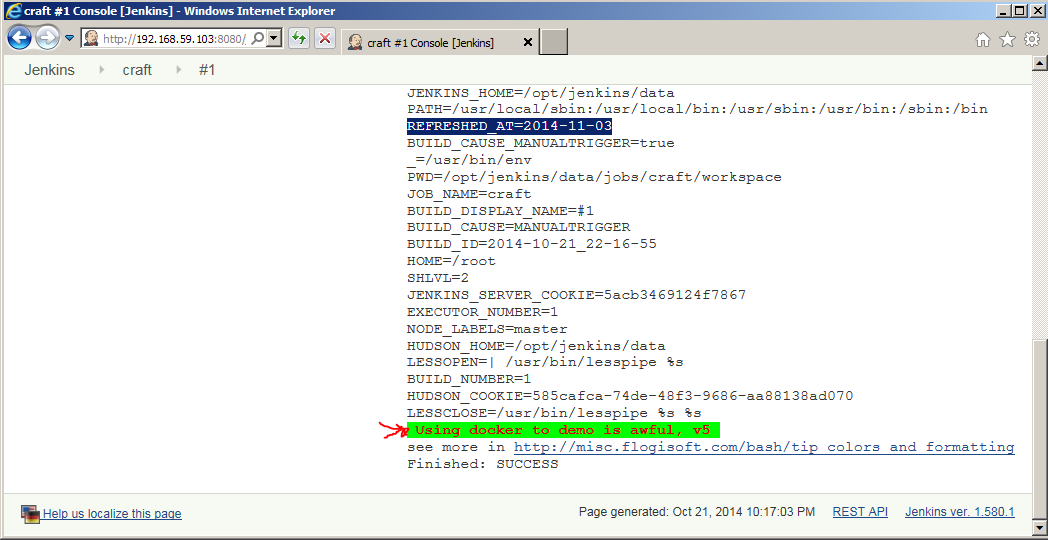 craft #1 Console [Jenkins] - Windows Internet Explorer
http://192.168.59.103:8080/
craft #1 Console [Jenkins]
Jenkins craft #1
JENKINS_HOME=/opt/jenkins/data
PATH=/usr/local/sbin:/usr/local/bin:/usr/sbin:/usr/bin:/sbin:/bin
REFRESHED_AT=2014-11-03
BUILD_CAUSE_MANUALTRIGGER=true
_=/usr/bin/env
PWD=/opt/jenkins/data/jobs/craft/workspace
JOB_NAME=craft
BUILD_DISPLAY_NAME=#1
BUILD_CAUSE=MANUALTRIGGER
BUILD_ID=2014-10-21_22-16-55
HOME=/root
SHLVL=2
JENKINS_SERVER_COOKIE=5acb3469124f7867
EXECUTOR_NUMBER=1
NODE_LABELS=master
HUDSON_HOME=/opt/jenkins/data
LESSOPEN=| /usr/bin/lesspipe %s
BUILD_NUMBER=1
HUDSON_COOKIE=585cafca-74de-48f3-9686-aa88138ad070
LESSCLOSE=/usr/bin/lesspipe %s %s
Using docker to demo is awful, v5
see more in http://misc.flogisoft.com/bash/tip_colors_and_formatting
Finished: SUCCESS
Help us localize this page Page generated: Oct 21, 2014 10:17:03 PM REST API Jenkins ver. 1.580.1